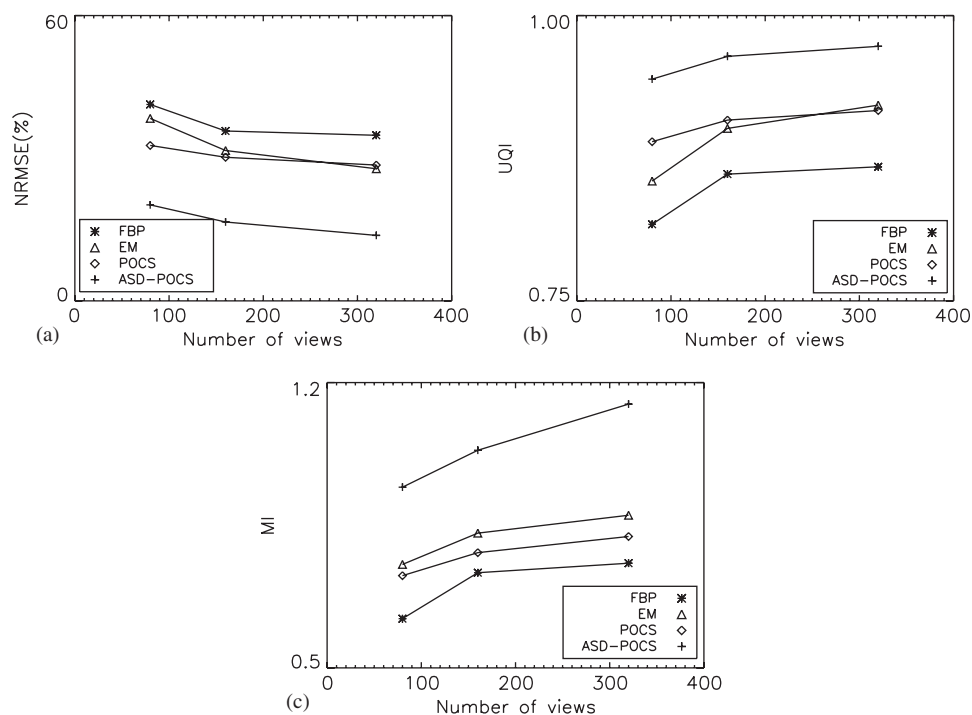 60
NRMSE(%)
FBP
EM
POCS
ASD-POCS
0
0 100 200 300 400
(a)
Number of views
1.00
UQI
FBP
EM
POCS
ASD-POCS
0.75
0 100 200 300 400
(b)
Number of views
1.2
MI
FBP
EM
POCS
ASD-POCS
0.5
0 100 200 300 400
(c)
Number of views